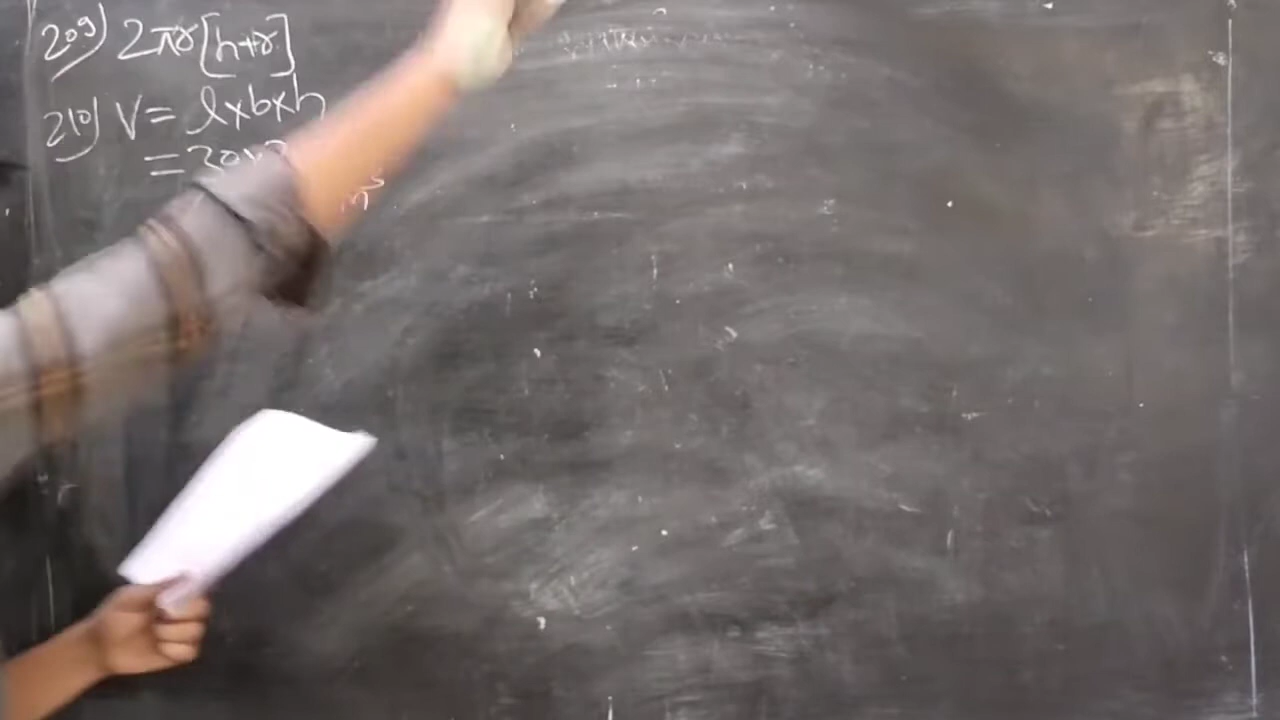 209) 2πr[h+r]
210) V = l×b×h
=